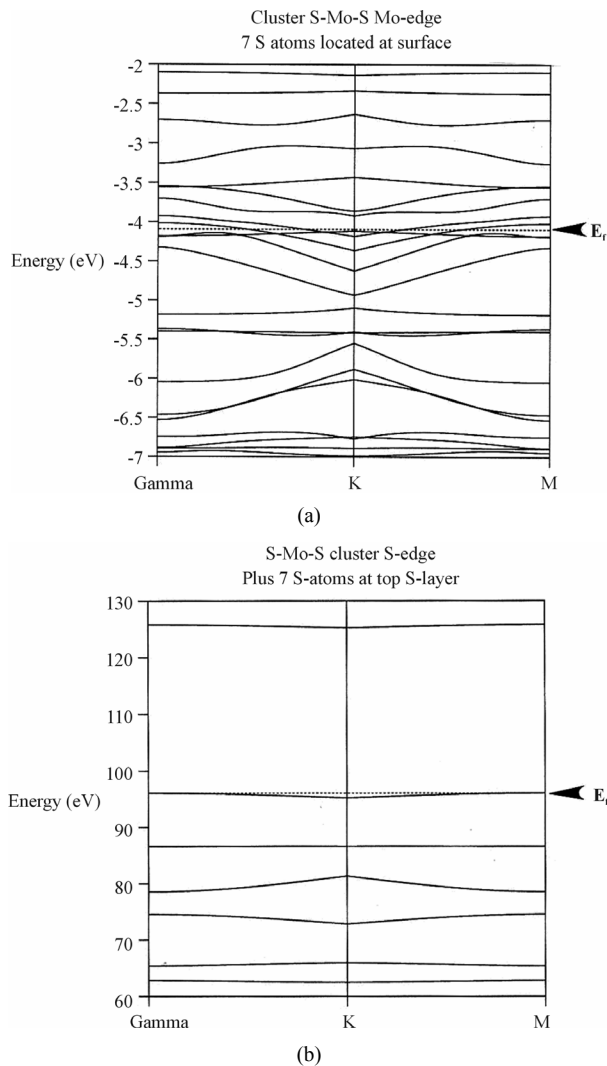 Cluster S-Mo-S Mo-edge
7 S atoms located at surface
-2
-2.5
-3
-3.5
-4
Energy (eV)
-4.5
-5
-5.5
-6
-6.5
-7
Gamma
K
M
E_f
(a)
S-Mo-S cluster S-edge
Plus 7 S-atoms at top S-layer
130
120
110
100
Energy (eV)
90
80
70
60
Gamma
K
M
E_f
(b)